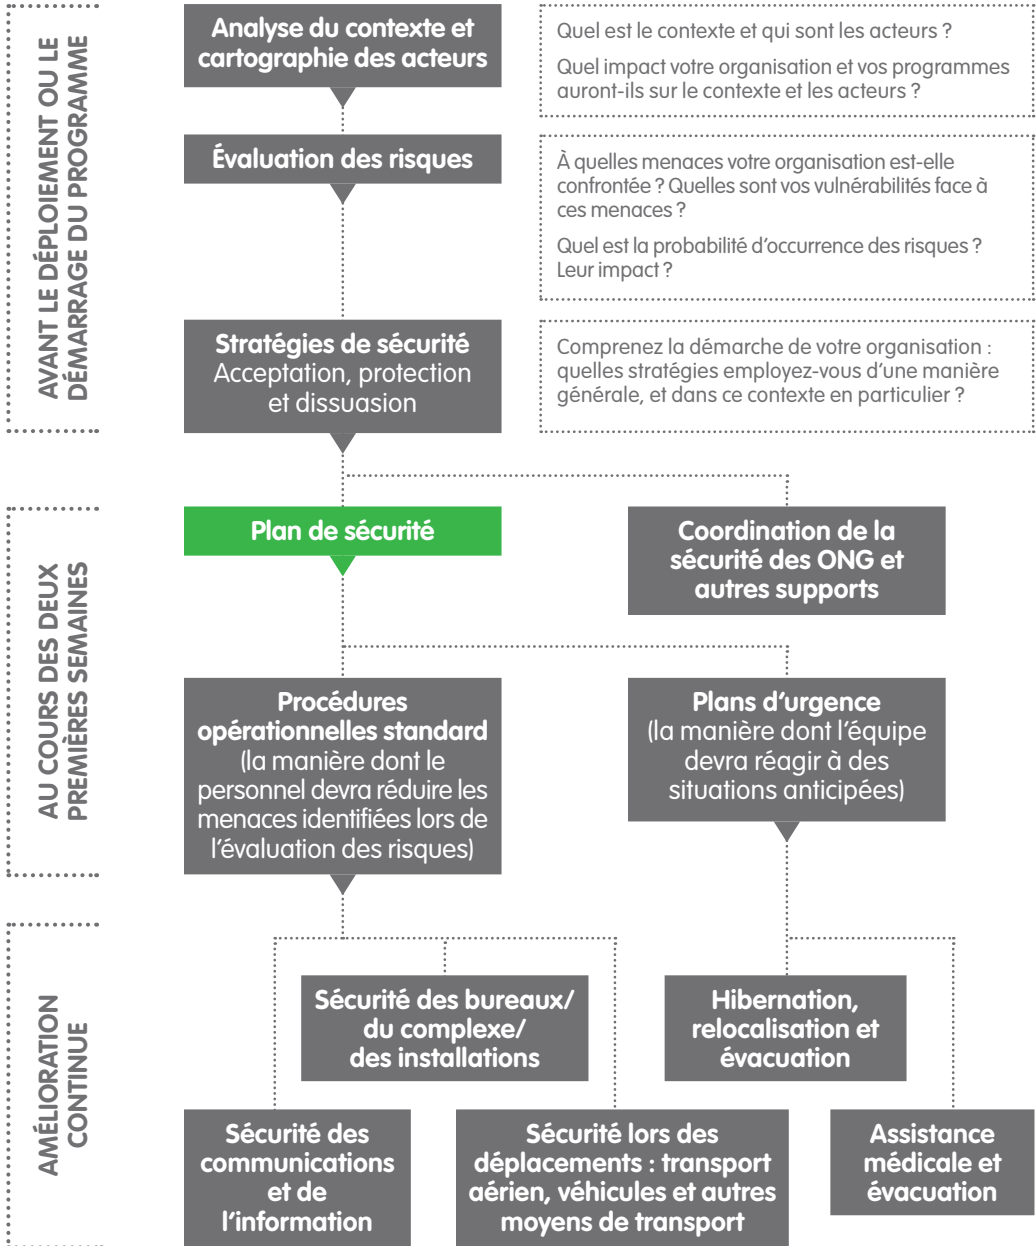 AVANT LE DÉPLOIEMENT OU LE
DÉMARRAGE DU PROGRAMME
Analyse du contexte et
cartographie des acteurs
Quel est le contexte et qui sont les acteurs ?
Quel impact votre organisation et vos programmes
auront-ils sur le contexte et les acteurs ?
Évaluation des risques
À quelles menaces votre organisation est-elle
confrontée ? Quelles sont vos vulnérabilités face à
ces menaces ?
Quel est la probabilité d’occurrence des risques ?
Leur impact ?
Stratégies de sécurité
Acceptation, protection
et dissuasion
Comprenez la démarche de votre organisation :
quelles stratégies employez-vous d’une manière
générale, et dans ce contexte en particulier ?
AU COURS DES DEUX
PREMIÈRES SEMAINES
Plan de sécurité
Coordination de la
sécurité des ONG et
autres supports
Procédures
opérationnelles standard
(la manière dont le
personnel devra réduire les
menaces identifiées lors de
l’évaluation des risques)
Plans d’urgence
(la manière dont l’équipe
devra réagir à des
situations anticipées)
AMÉLIORATION
CONTINUE
Sécurité des bureaux/
du complexe/
des installations
Hibernation,
relocalisation et
évacuation
Sécurité des
communications
et de
l’information
Sécurité lors des
déplacements : transport
aérien, véhicules et autres
moyens de transport
Assistance
médicale et
évacuation